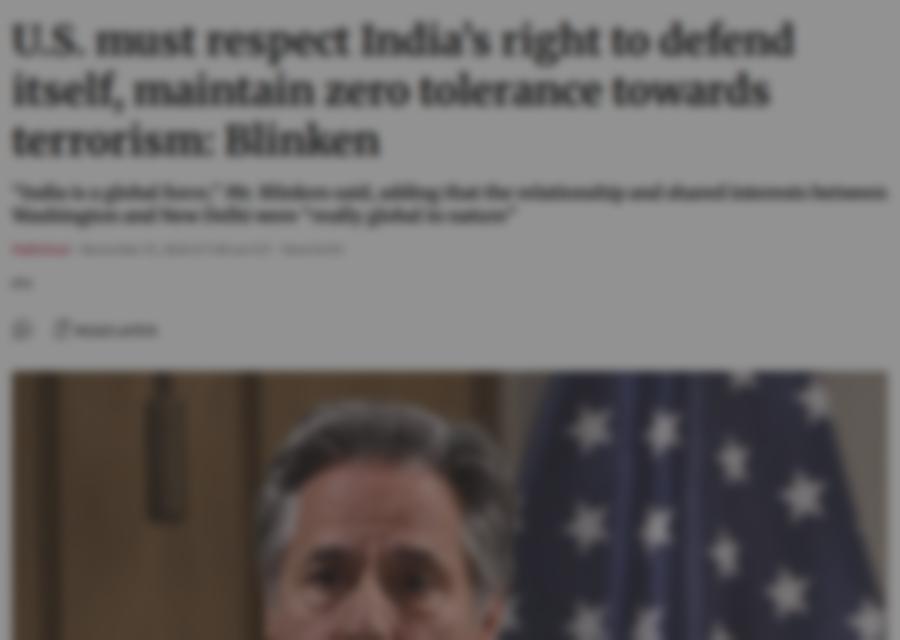 U.S. must respect India's right to defend
itself, maintain zero tolerance towards
terrorism: Blinken
"India is a global force," Mr. Blinken said, adding that the relationship and shared interests between
Washington and New Delhi were "really global in nature"